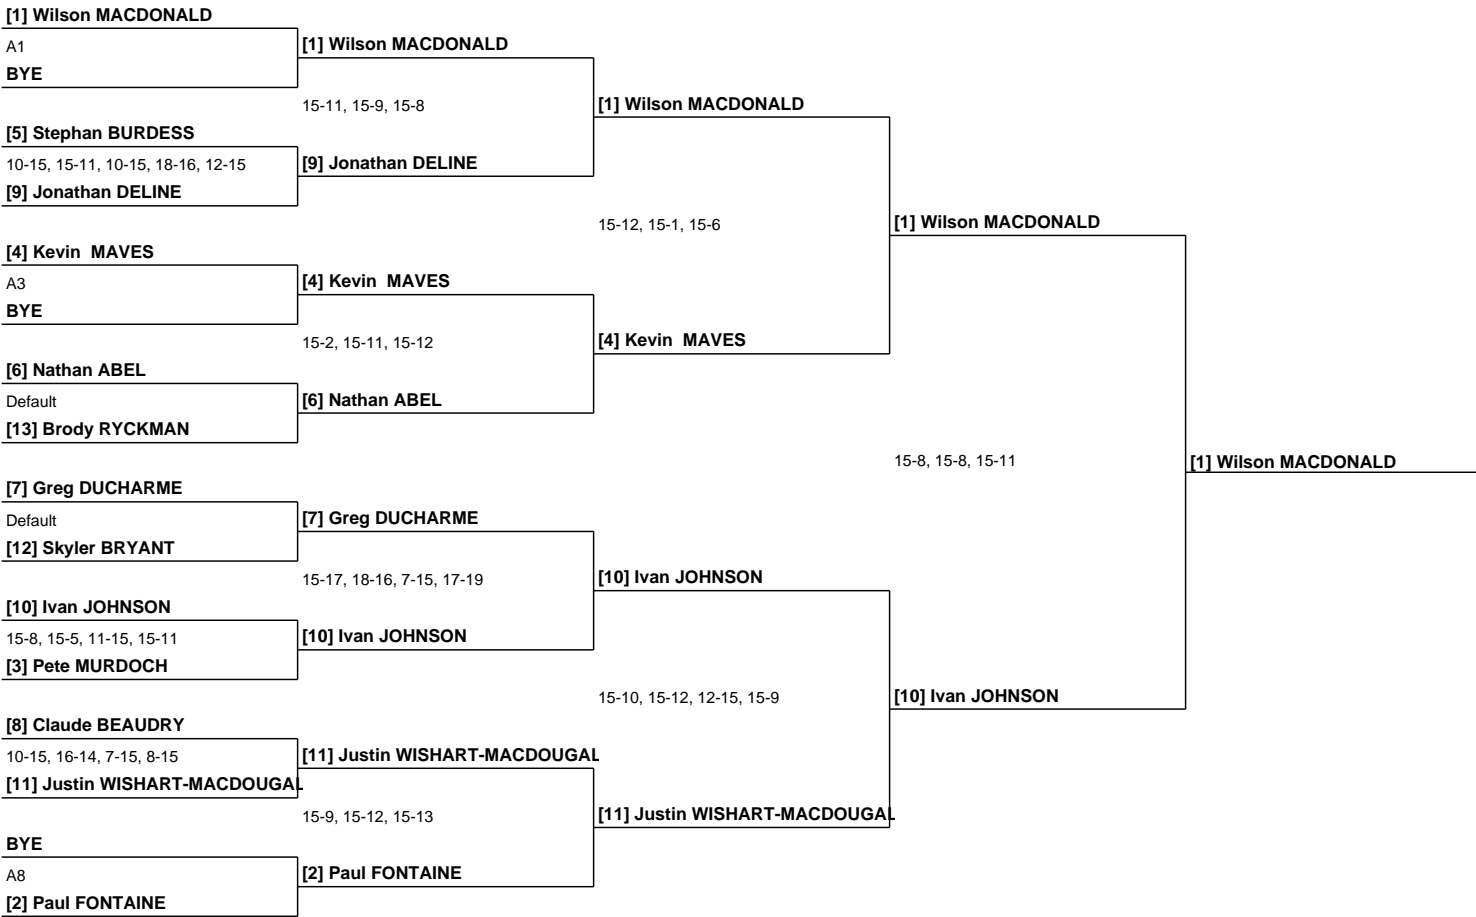 [1] Wilson MACDONALD
A1
BYE
[5] Stephan BURDESS
10-15, 15-11, 10-15, 18-16, 12-15
[9] Jonathan DELINE
[4] Kevin  MAVES
A3
BYE
[6] Nathan ABEL
Default
[13] Brody RYCKMAN
[7] Greg DUCHARME
Default
[12] Skyler BRYANT
[10] Ivan JOHNSON
15-8, 15-5, 11-15, 15-11
[3] Pete MURDOCH
[8] Claude BEAUDRY
10-15, 16-14, 7-15, 8-15
[11] Justin WISHART-MACDOUGAL
BYE
A8
[2] Paul FONTAINE
[1] Wilson MACDONALD
15-11, 15-9, 15-8
[9] Jonathan DELINE
[4] Kevin  MAVES
15-2, 15-11, 15-12
[6] Nathan ABEL
[7] Greg DUCHARME
15-17, 18-16, 7-15, 17-19
[10] Ivan JOHNSON
[11] Justin WISHART-MACDOUGAL
15-9, 15-12, 15-13
[2] Paul FONTAINE
[1] Wilson MACDONALD
15-12, 15-1, 15-6
[4] Kevin  MAVES
[10] Ivan JOHNSON
15-10, 15-12, 12-15, 15-9
[11] Justin WISHART-MACDOUGAL
[1] Wilson MACDONALD
15-8, 15-8, 15-11
[10] Ivan JOHNSON
[1] Wilson MACDONALD